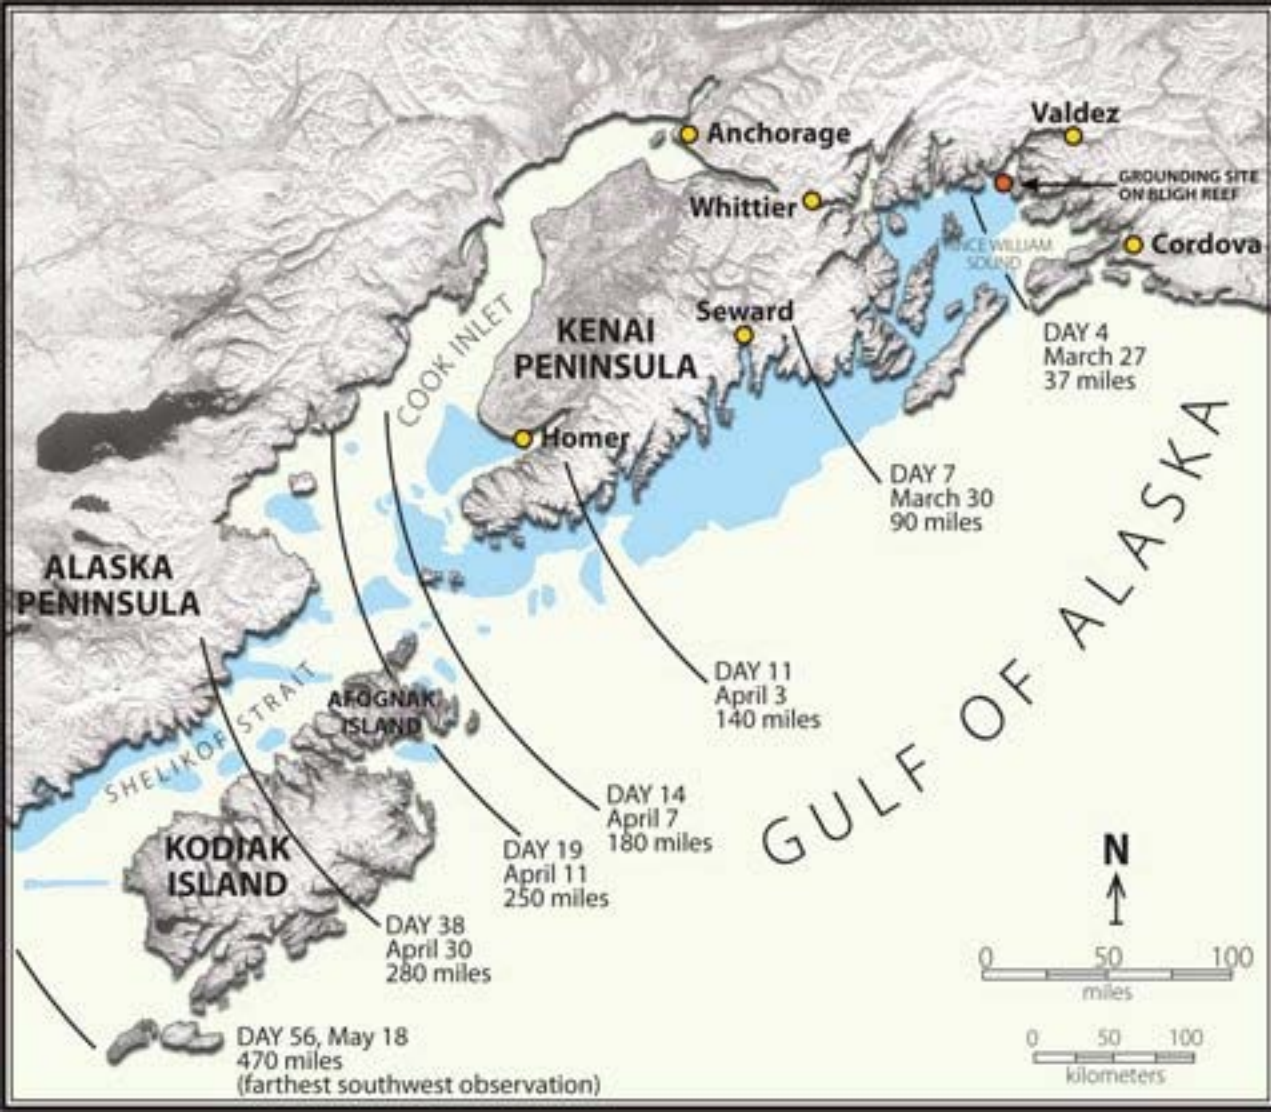 Valdez
Anchorage
GROUNDING SITE
ON BLIGH REEF
Whittier
Cordova
NCE WILLIAM
SOUND
Seward
COOK INLET
KENAI
PENINSULA
DAY 4
March 27
37 miles
Homer
DAY 7
March 30
90 miles
GULF OF ALASKA
ALASKA
PENINSULA
DAY 11
April 3
140 miles
AFOGNAK
ISLAND
SHELIKOF STRAIT
DAY 14
April 7
180 miles
DAY 19
April 11
250 miles
KODIAK
ISLAND
DAY 38
April 30
280 miles
DAY 56, May 18
470 miles
(farthest southwest observation)
N
0 50 100
miles
0 50 100
kilometers